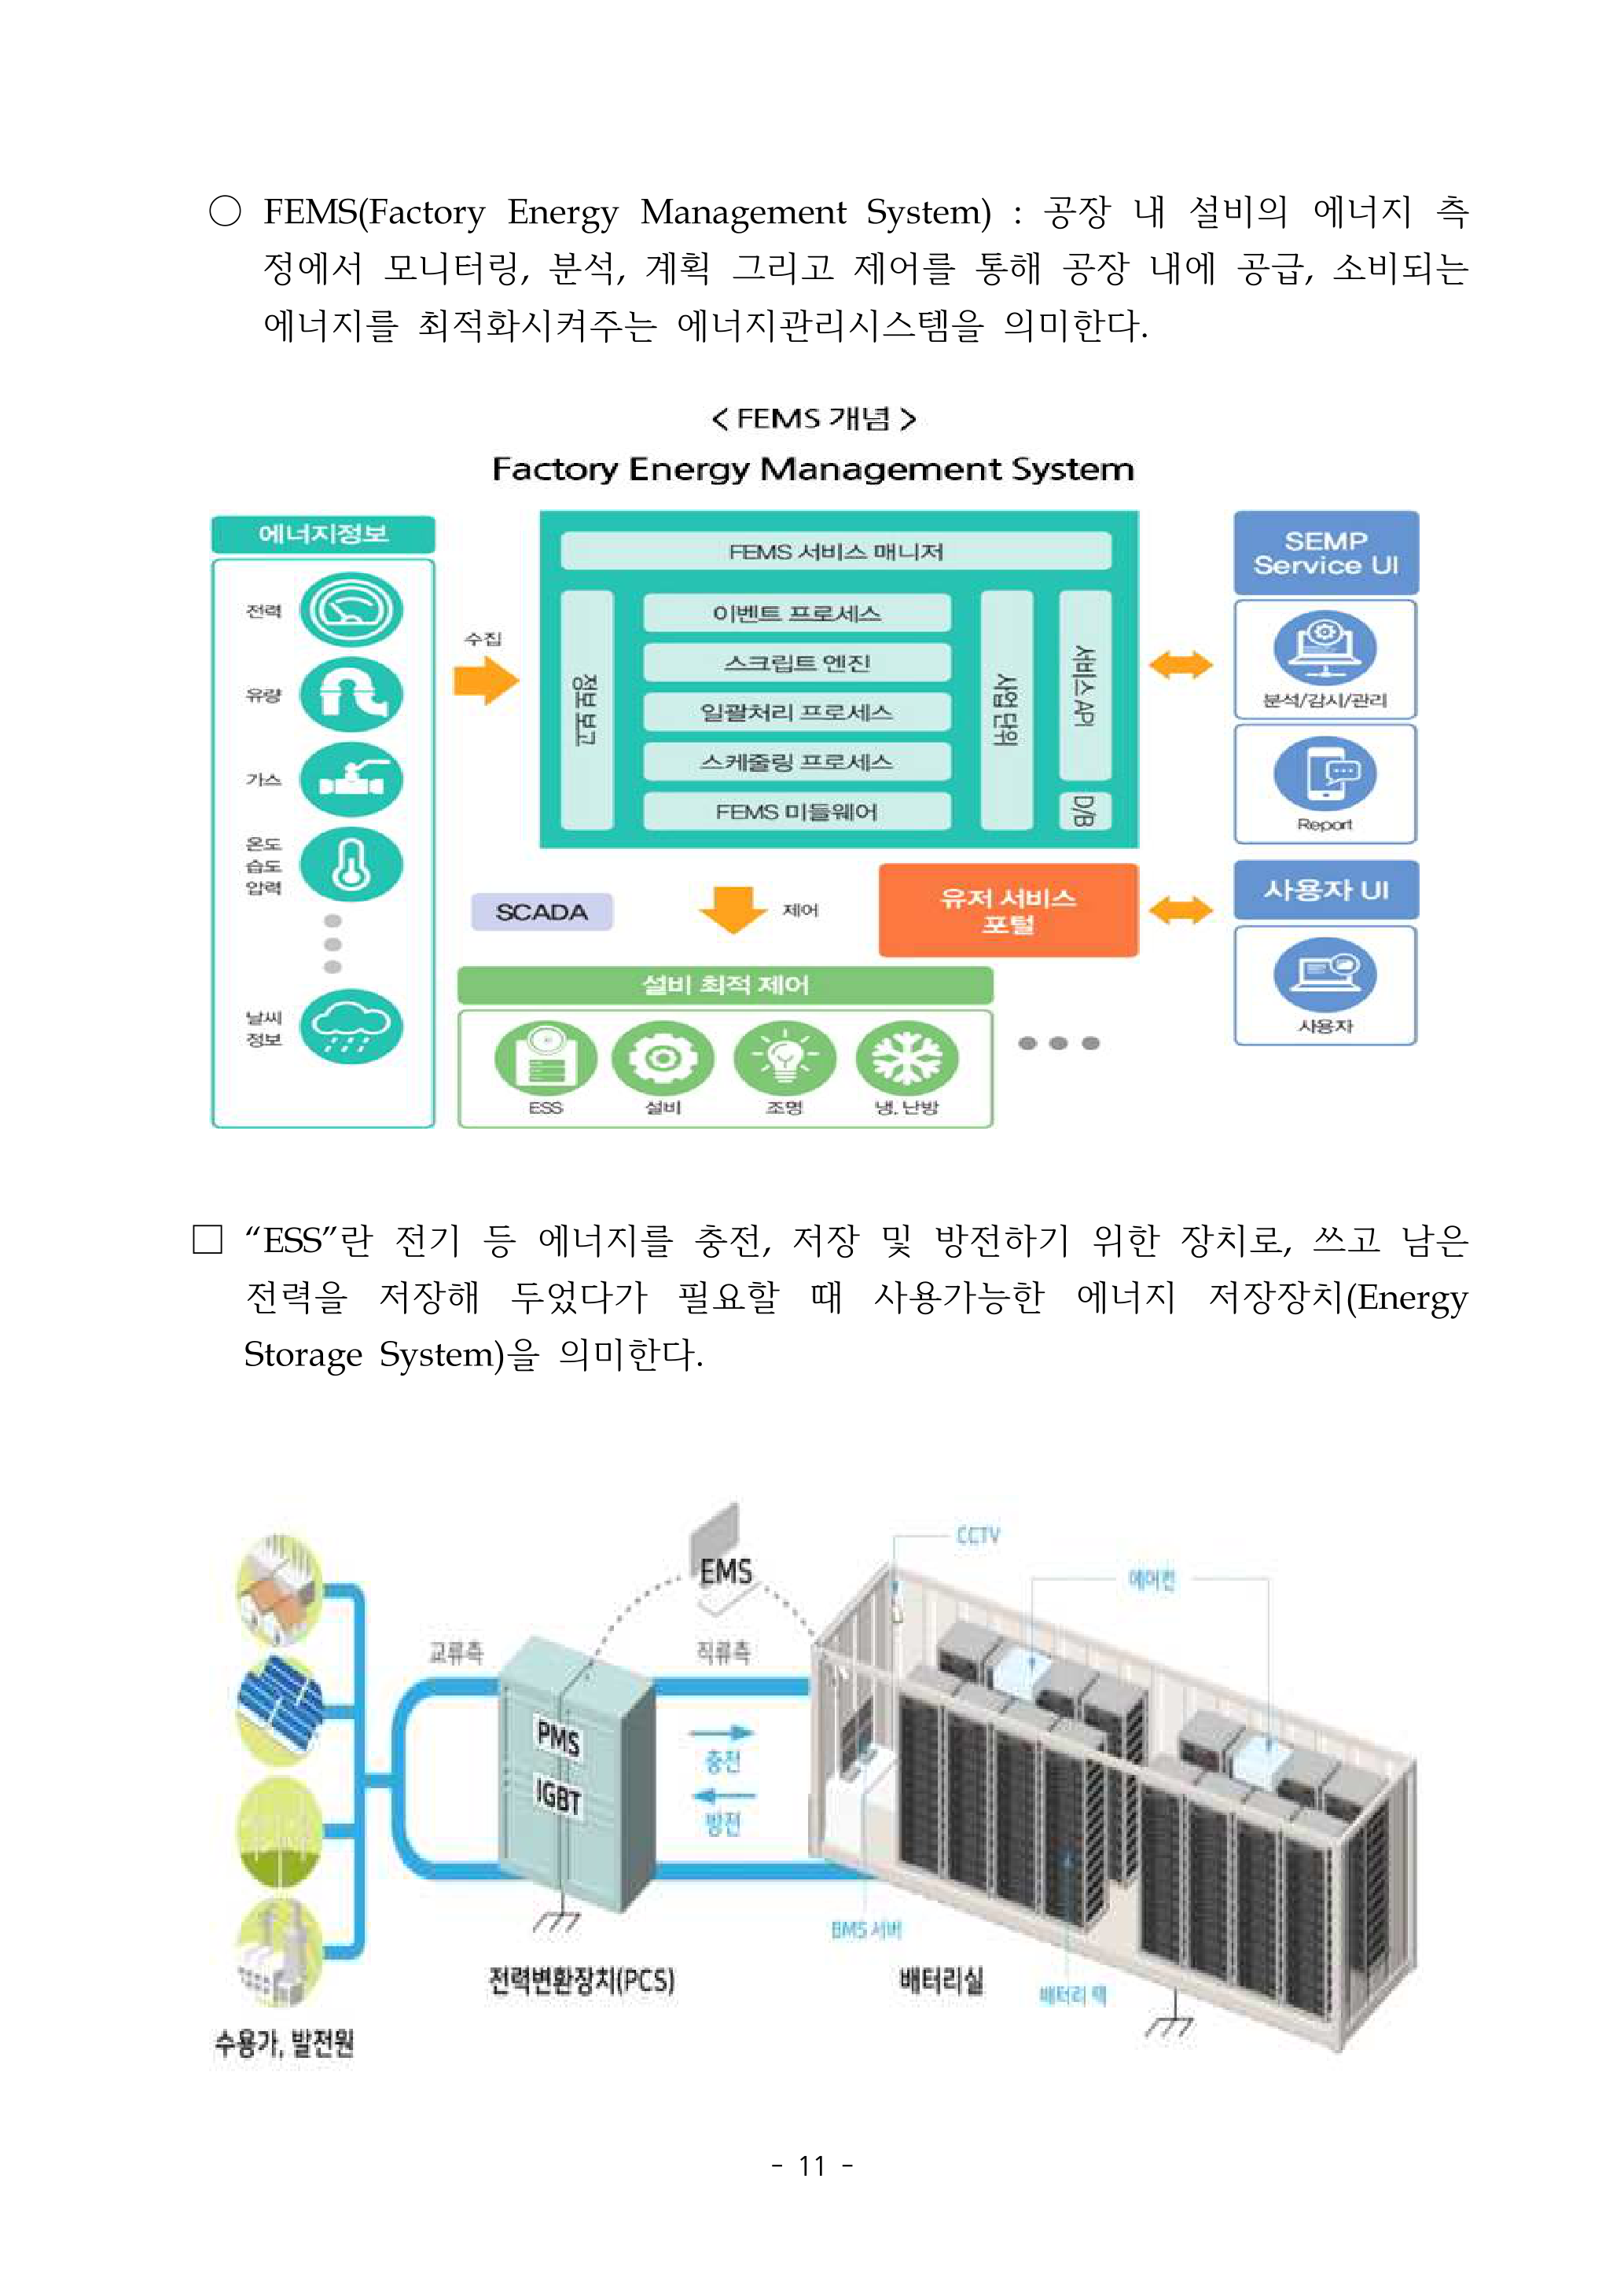 ○ FEMS(Factory Energy Management System) : 공장 내 설비의 에너지 측
정에서 모니터링, 분석, 계획 그리고 제어를 통해 공장 내에 공급, 소비되는
에너지를 최적화시켜주는 에너지관리시스템을 의미한다.
< FEMS 개념 >
Factory Energy Management System
에너지정보
전력
유량
가스
온도
습도
압력
날씨
정보
수집
FEMS 서비스 매니저
정보 보고
이벤트 프로세스
스크립트 엔진
일괄처리 프로세스
스케줄링 프로세스
FEMS 미들웨어
사업 단위
서비스 API
D/B
SCADA
제어
유저 서비스
포털
설비 최적 제어
ESS
설비
조명
냉, 난방
SEMP
Service UI
분석/감시/관리
Report
사용자 UI
사용자
□ “ESS”란 전기 등 에너지를 충전, 저장 및 방전하기 위한 장치로, 쓰고 남은
전력을 저장해 두었다가 필요할 때 사용가능한 에너지 저장장치(Energy
Storage System)을 의미한다.
EMS
CCTV
에어컨
교류측
직류측
PMS
IGBT
충전
방전
BMS 서버
전력변환장치(PCS)
배터리실
배터리 랙
수용가, 발전원
- 11 -